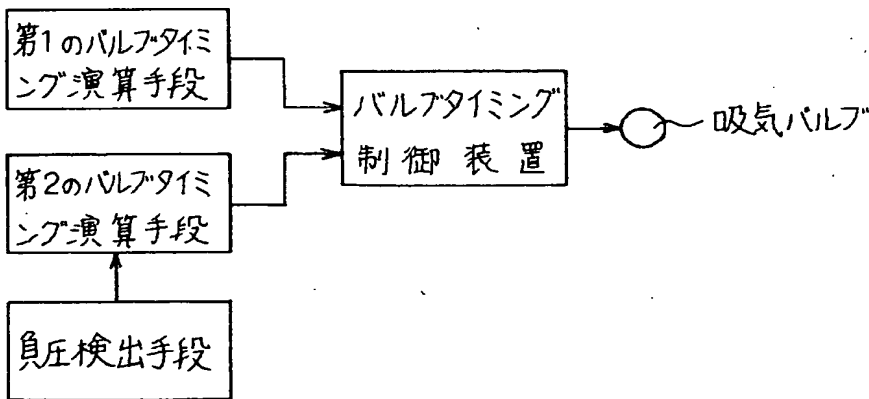 第1のバルブタイミ
ング演算手段
バルブタイミング
制御装置
吸気バルブ
第2のバルブタイミ
ング演算手段
負圧検出手段